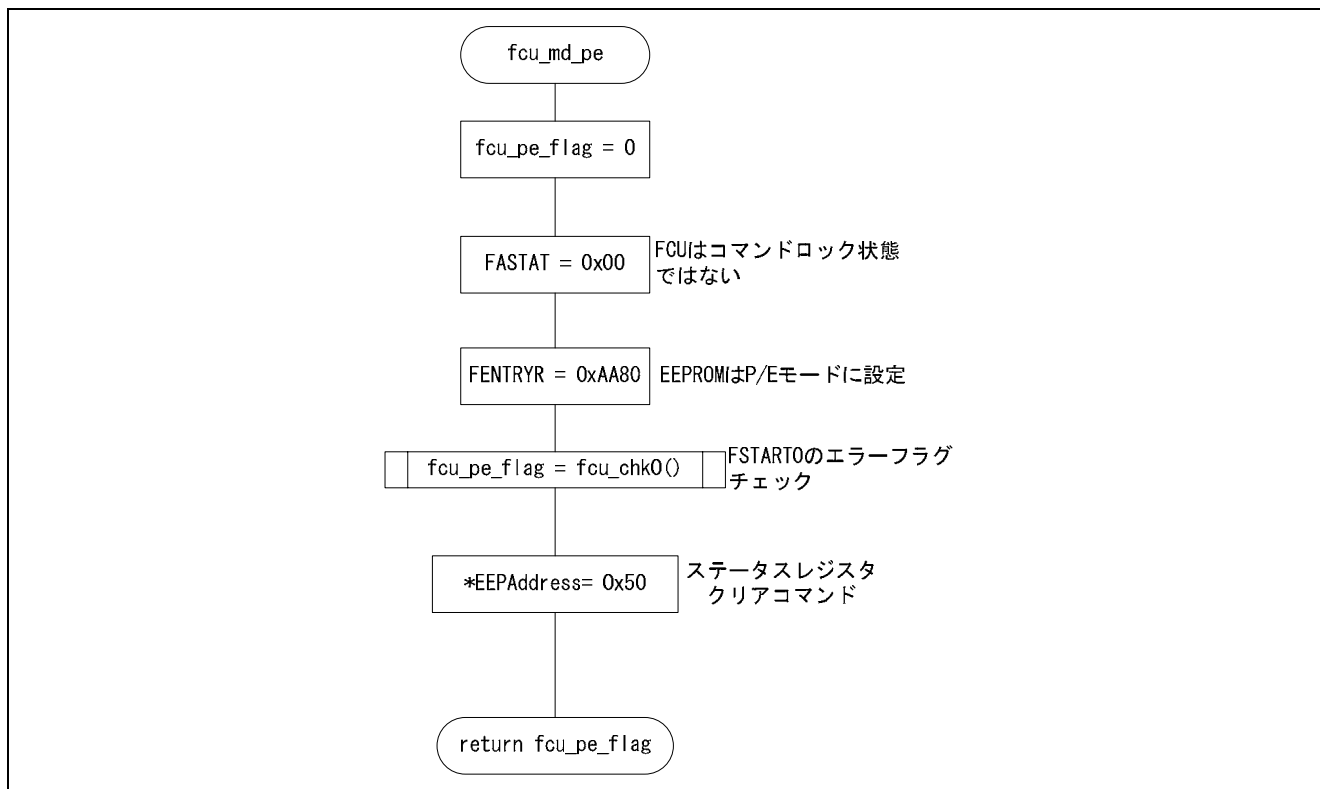 fcu_md_pe
fcu_pe_flag = 0
FASTAT = 0x00
FCUはコマンドロック状態
ではない
FENTRYR = 0xAA80
EEPROMはP/Eモードに設定
fcu_pe_flag = fcu_chk0()
FSTART0のエラーフラグ
チェック
*EEPAddress= 0x50
ステータスレジスタ
クリアコマンド
return fcu_pe_flag